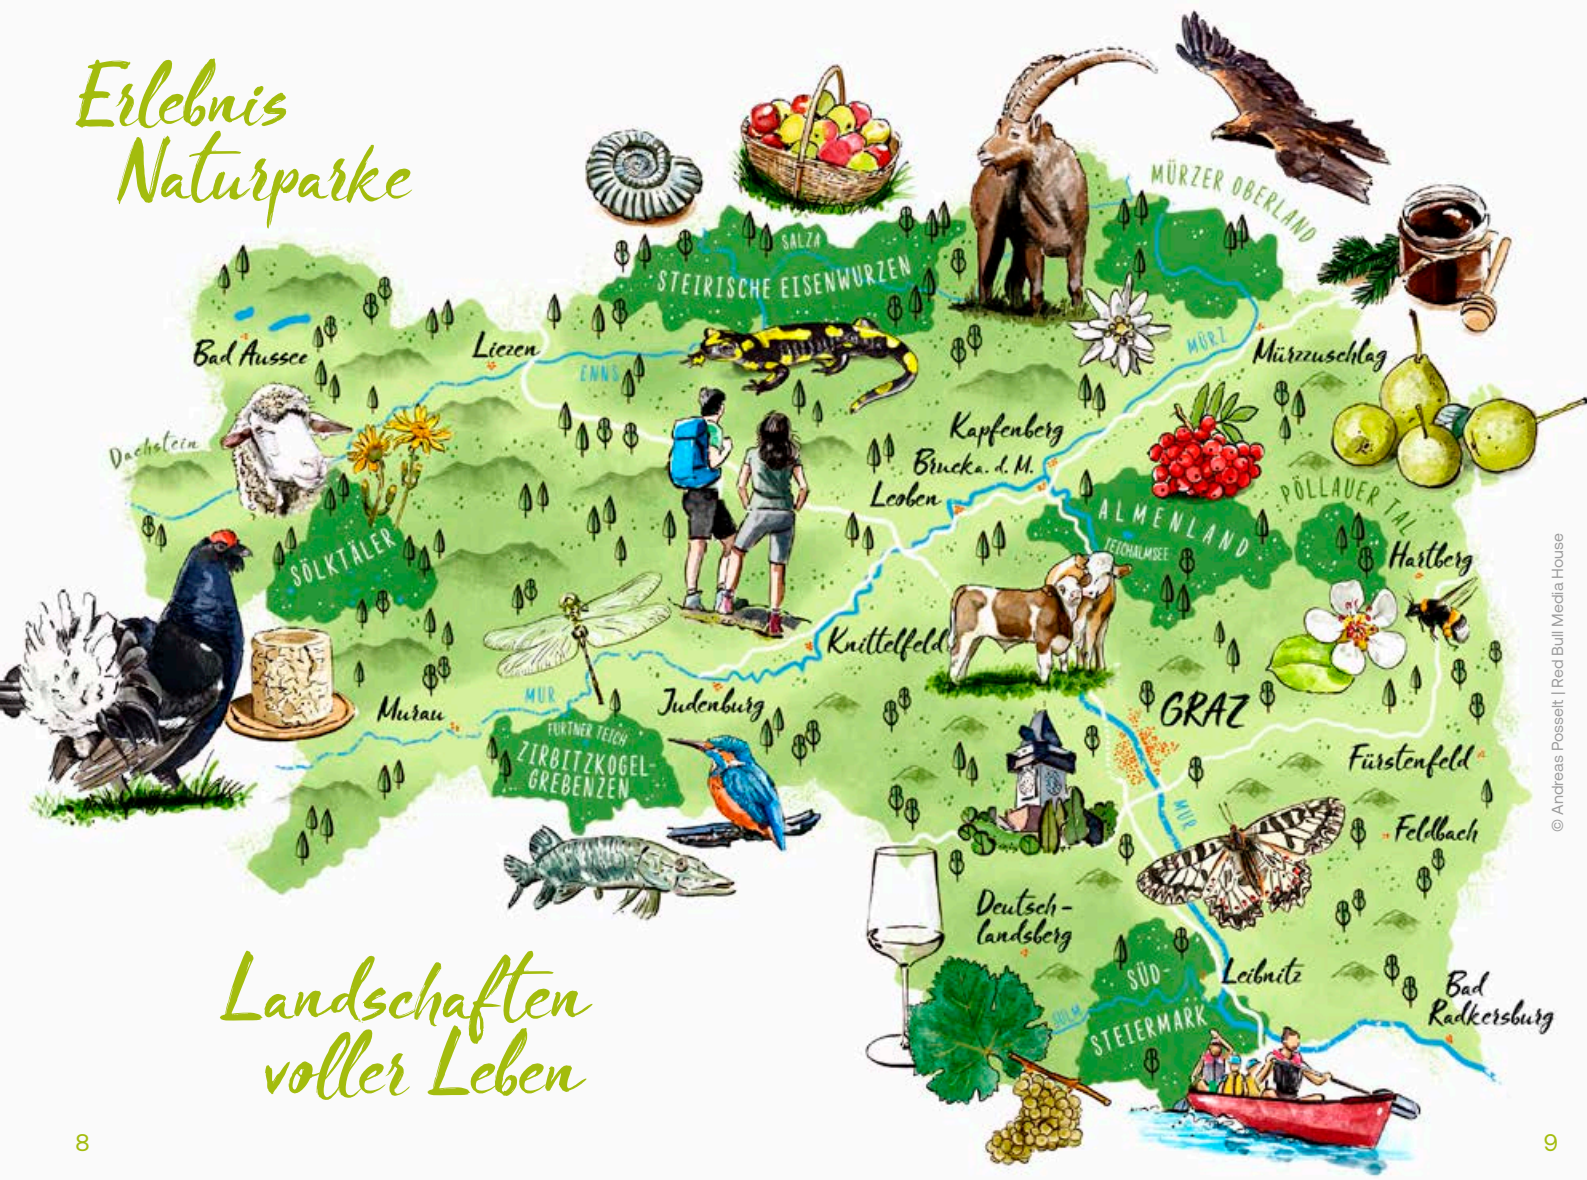 Erlebnis
Naturparke
MÜRZER OBERLAND
SALZA
STEIRISCHE EISENWURZEN
Bad Aussee
Liezen
ENNS
MÜRZ
Mürzzuschlag
Dachstein
Kapfenberg
Bruck a. d. M.
Leoben
PÖLLAUER TAL
ALMENLAND
TEICHALMSEE
SÖLKTÄLER
Hartberg
Knittelfeld
Murau
MUR
Judenburg
GRAZ
FURTNER TEICH
ZIRBITZKOGEL-
GREBENZEN
Fürstenfeld
MUR
Feldbach
Deutsch-
landsberg
SÜD-
STEIERMARK
Leibnitz
SULM
Bad
Radkersburg
Landschaften
voller Leben
8
9
© Andreas Posselt | Red Bull Media House